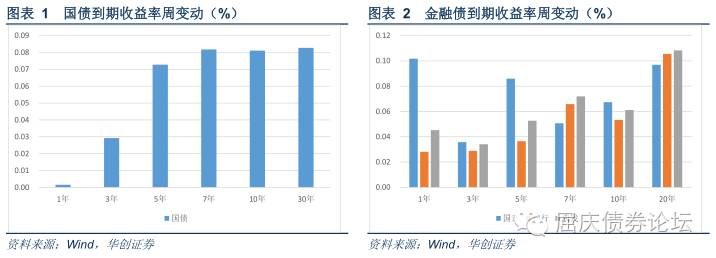 图表 1 国债到期收益率周变动（%）
0.09
0.08
0.07
0.06
0.05
0.04
0.03
0.02
0.01
0.00
1年 3年 5年 7年 10年 30年
国债
资料来源：Wind，华创证券
图表 2 金融债到期收益率周变动（%）
0.12
0.10
0.08
0.06
0.04
0.02
0.00
1年 3年 5年 7年 10年 20年
国 行
屈庆债券论坛
资料来源：Wind，华创证券